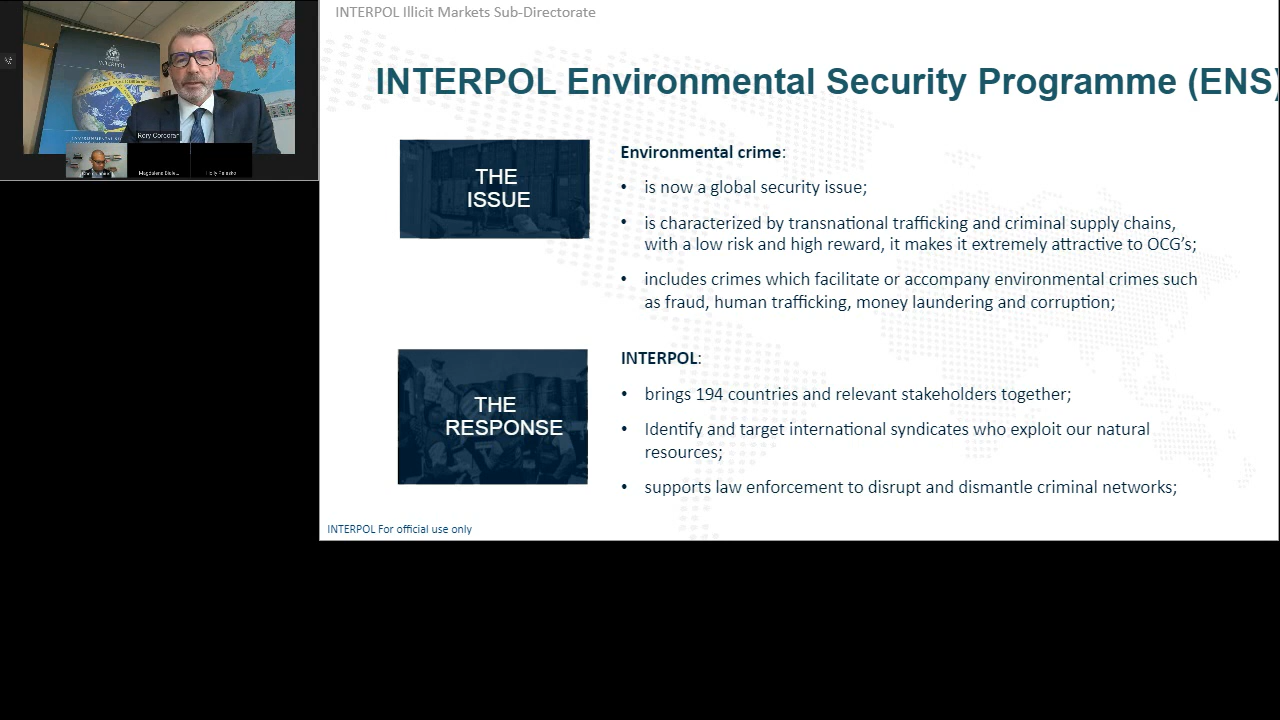 INTERPOL Illicit Markets Sub-Directorate
INTERPOL Environmental Security Programme (ENS)
THE
ISSUE
Environmental crime:
• is now a global security issue;
• is characterized by transnational trafficking and criminal supply chains,
with a low risk and high reward, it makes it extremely attractive to OCG's;
• includes crimes which facilitate or accompany environmental crimes such
as fraud, human trafficking, money laundering and corruption;
THE
RESPONSE
INTERPOL:
• brings 194 countries and relevant stakeholders together;
• Identify and target international syndicates who exploit our natural
resources;
• supports law enforcement to disrupt and dismantle criminal networks;
INTERPOL For official use only
INTERPOL
Rory Corcoran